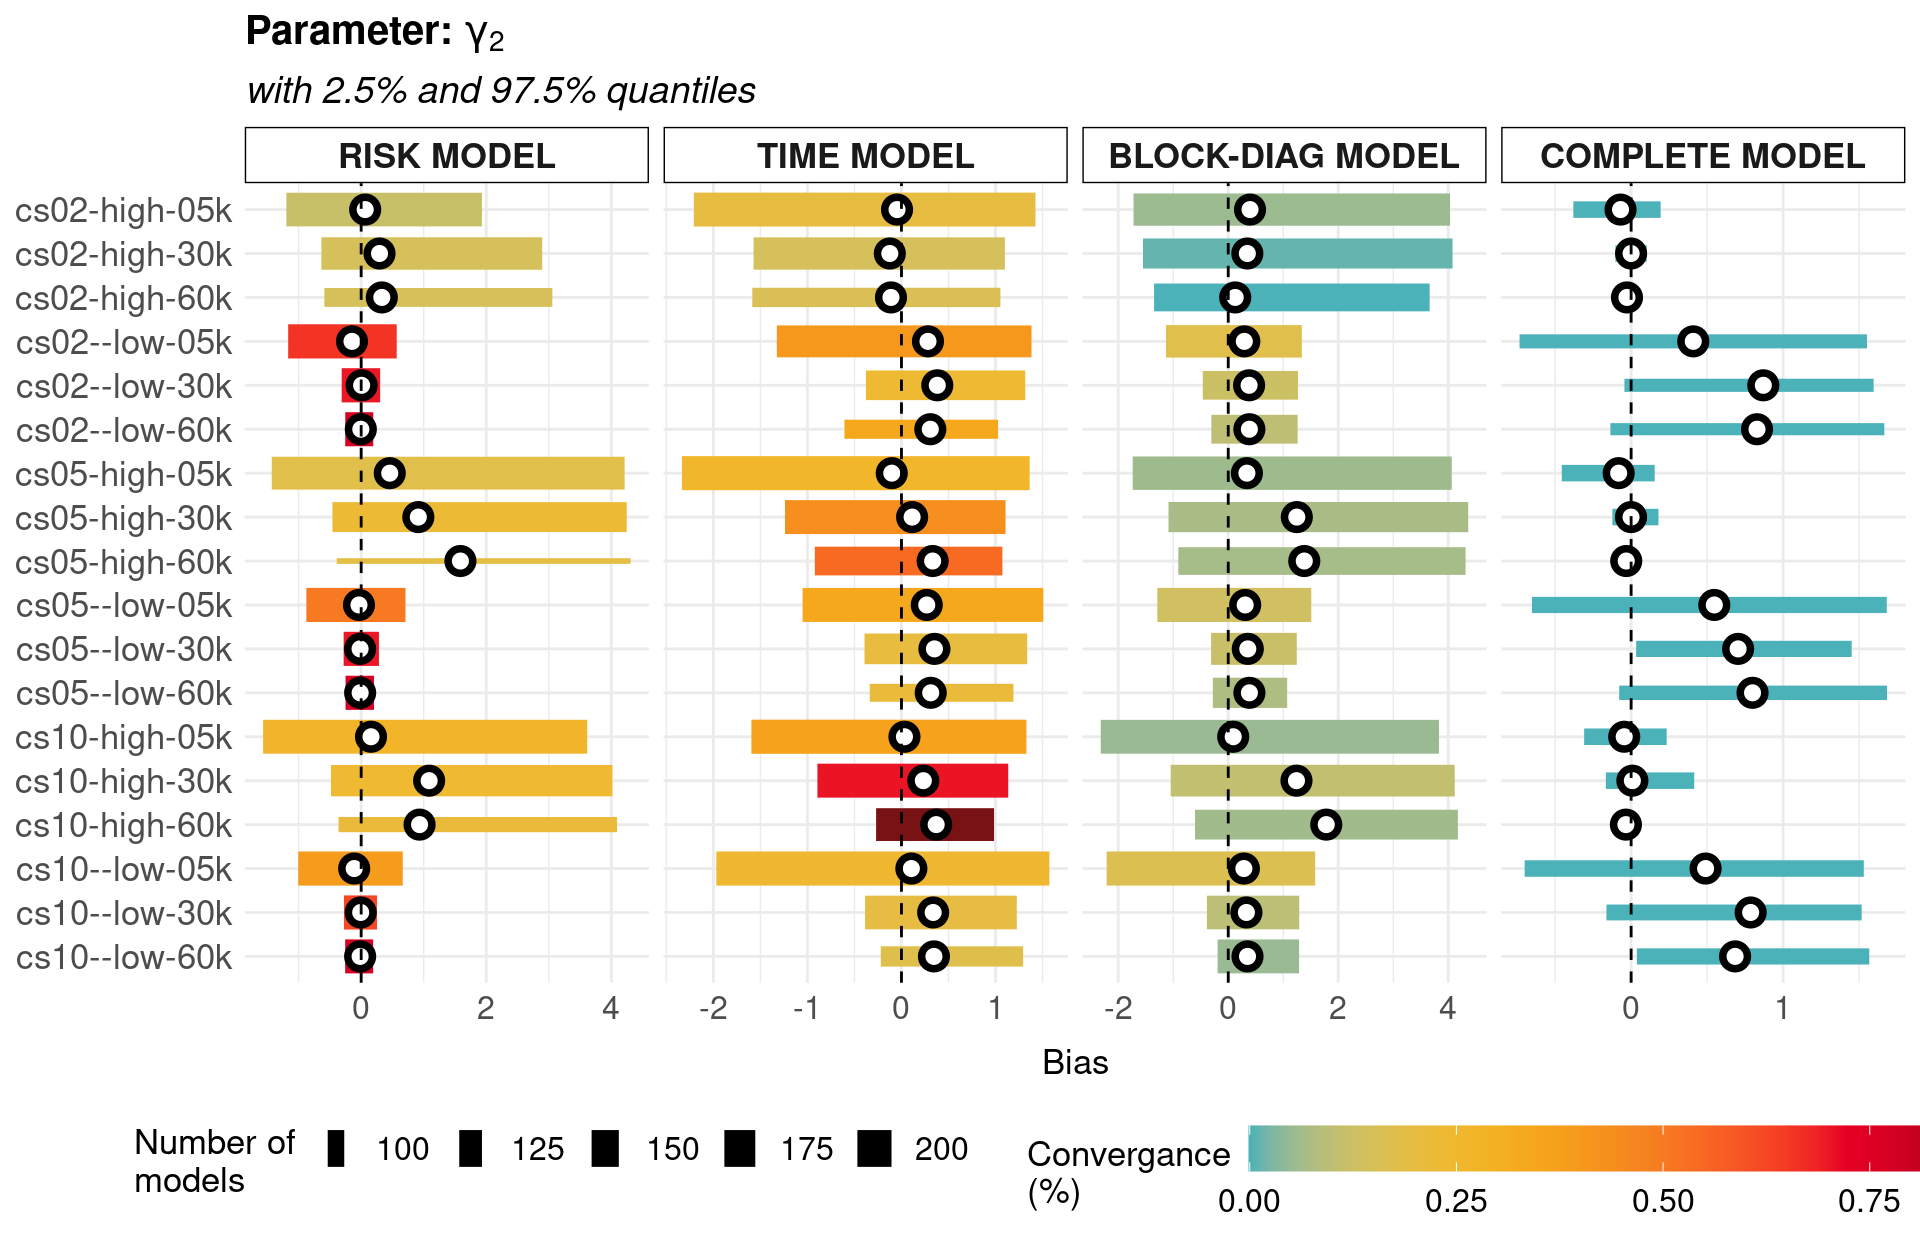 Parameter: γ₂
with 2.5% and 97.5% quantiles
RISK MODEL TIME MODEL BLOCK-DIAG MODEL COMPLETE MODEL
cs02-high-05k
cs02-high-30k
cs02-high-60k
cs02--low-05k
cs02--low-30k
cs02--low-60k
cs05-high-05k
cs05-high-30k
cs05-high-60k
cs05--low-05k
cs05--low-30k
cs05--low-60k
cs10-high-05k
cs10-high-30k
cs10-high-60k
cs10--low-05k
cs10--low-30k
cs10--low-60k
0 2 4 -2 -1 0 1 -2 0 2 4 0 1
Bias
Number of
models
100 125 150 175 200
Convergance
(%)
0.00 0.25 0.50 0.75